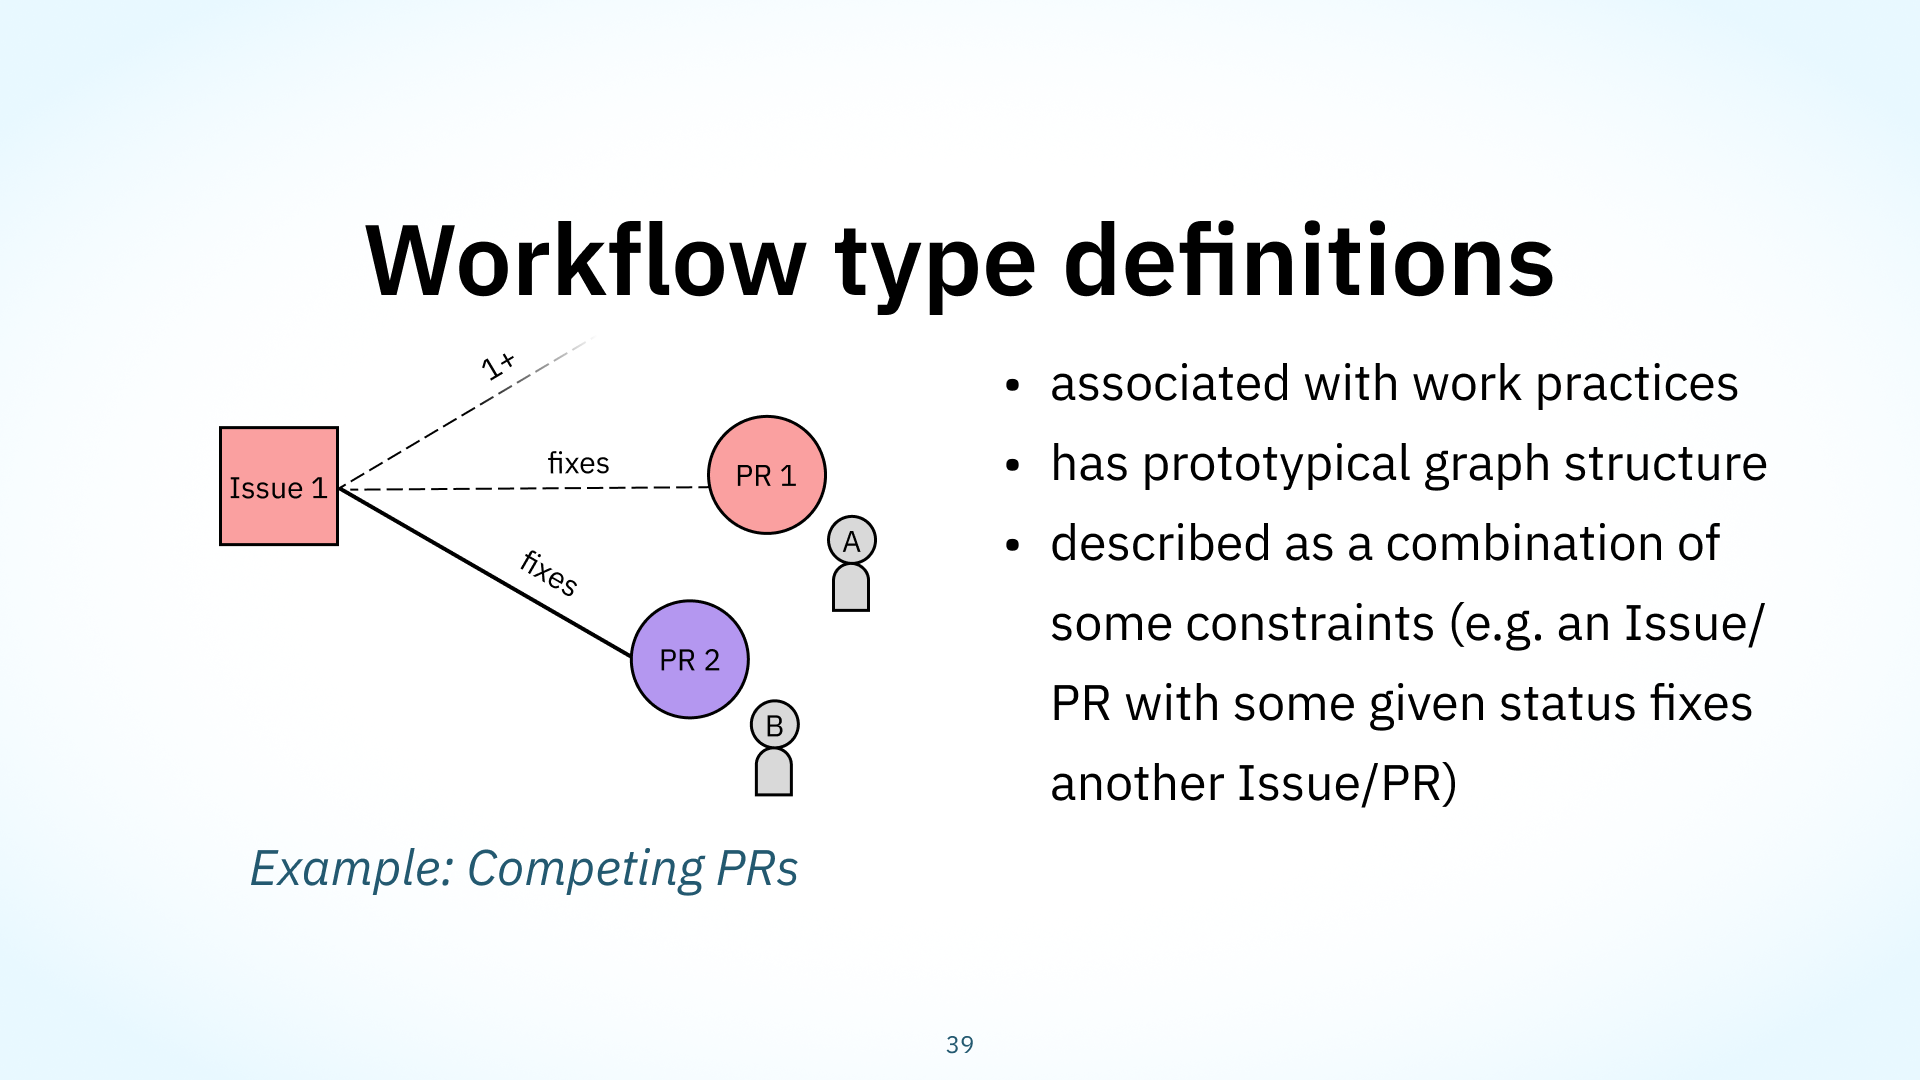 Workflow type definitions
1+
fixes
Issue 1
PR 1
A
fixes
PR 2
B
Example: Competing PRs
• associated with work practices
• has prototypical graph structure
• described as a combination of
some constraints (e.g. an Issue/
PR with some given status fixes
another Issue/PR)
39